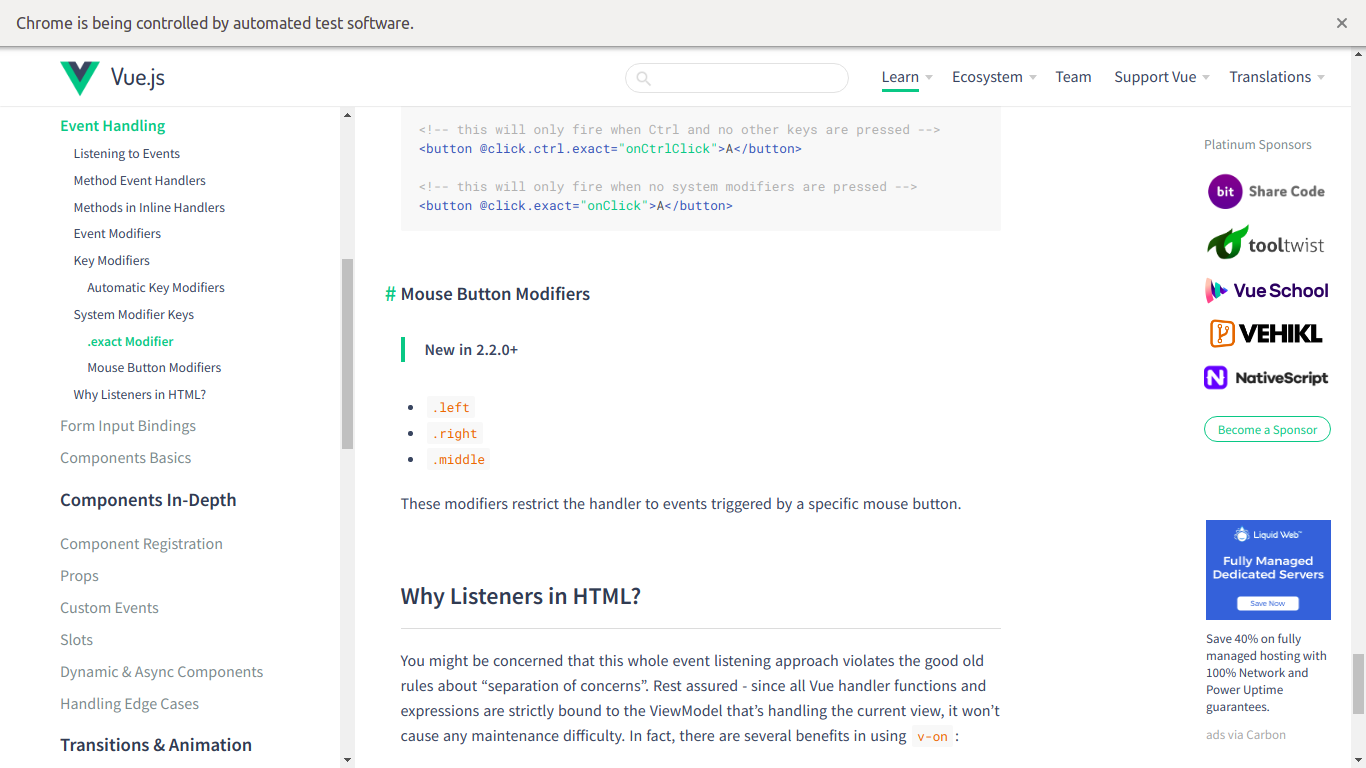 Chrome is being controlled by automated test software.
Vue.js
Learn
Ecosystem
Team
Support Vue
Translations
Event Handling
Listening to Events
Method Event Handlers
Methods in Inline Handlers
Event Modifiers
Key Modifiers
Automatic Key Modifiers
System Modifier Keys
.exact Modifier
Mouse Button Modifiers
Why Listeners in HTML?
Form Input Bindings
Components Basics
Components In-Depth
Component Registration
Props
Custom Events
Slots
Dynamic & Async Components
Handling Edge Cases
Transitions & Animation
<!-- this will only fire when Ctrl and no other keys are pressed -->
<button @click.ctrl.exact="onCtrlClick">A</button>
<!-- this will only fire when no system modifiers are pressed -->
<button @click.exact="onClick">A</button>
# Mouse Button Modifiers
New in 2.2.0+
.left
.right
.middle
These modifiers restrict the handler to events triggered by a specific mouse button.
Why Listeners in HTML?
You might be concerned that this whole event listening approach violates the good old
rules about “separation of concerns”. Rest assured - since all Vue handler functions and
expressions are strictly bound to the ViewModel that’s handling the current view, it won’t
cause any maintenance difficulty. In fact, there are several benefits in using v-on :
Platinum Sponsors
bit Share Code
tooltwist
Vue School
VEHIKL
NativeScript
Become a Sponsor
Liquid Web™
Fully Managed
Dedicated Servers
Save Now
Save 40% on fully
managed hosting with
100% Network and
Power Uptime
guarantees.
ads via Carbon